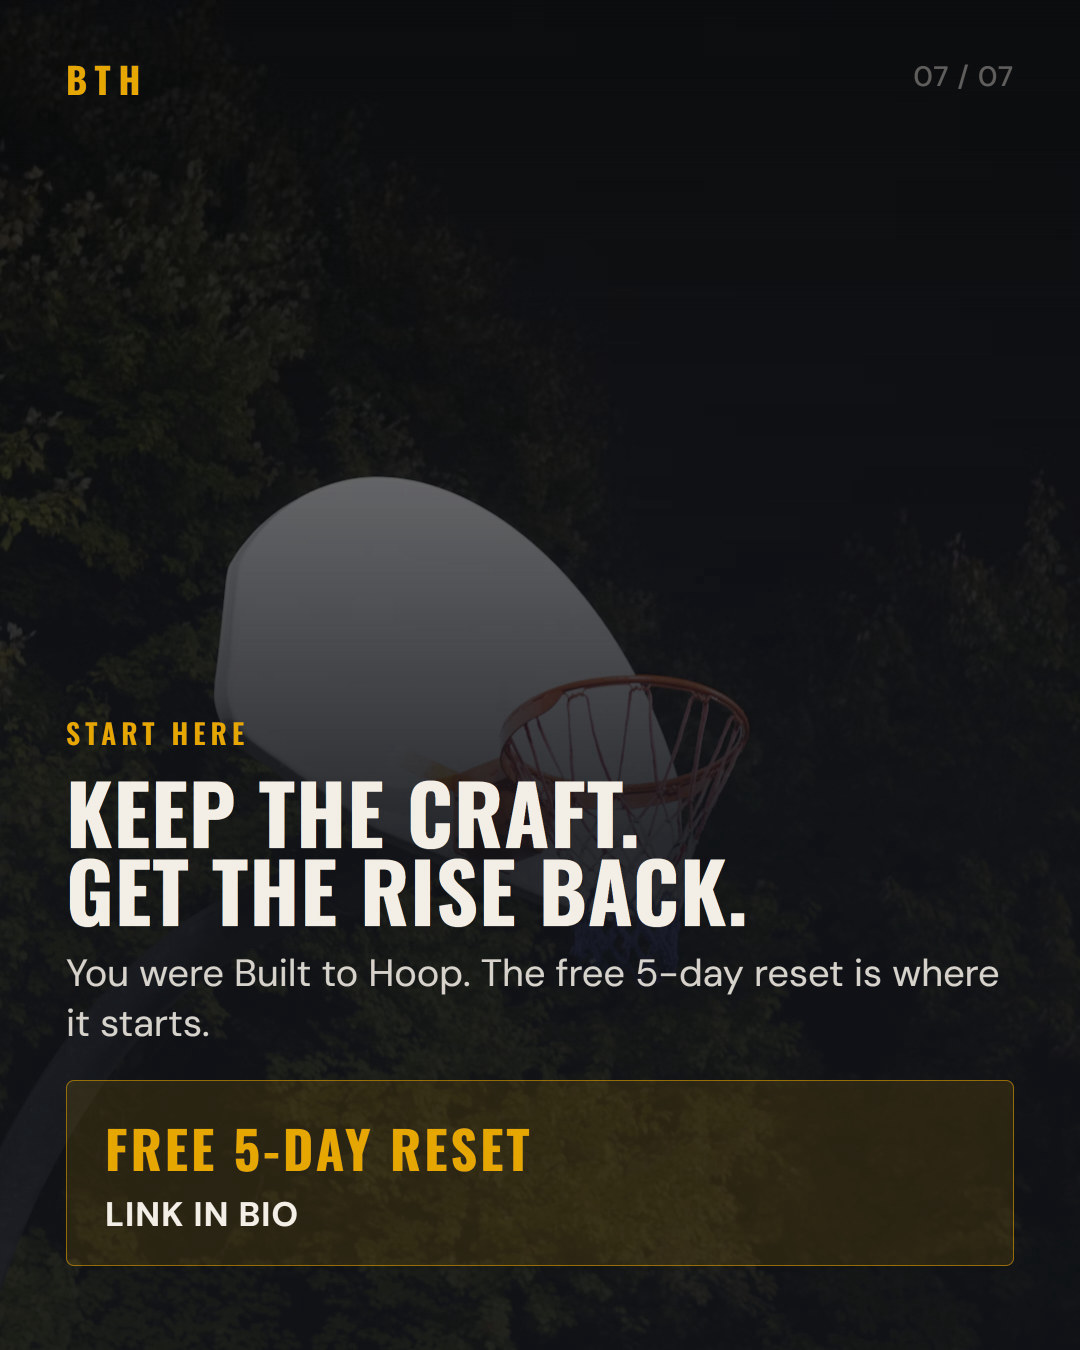 BTH
07 / 07
START HERE
KEEP THE CRAFT.
GET THE RISE BACK.
You were Built to Hoop. The free 5-day reset is where
it starts.
FREE 5-DAY RESET
LINK IN BIO